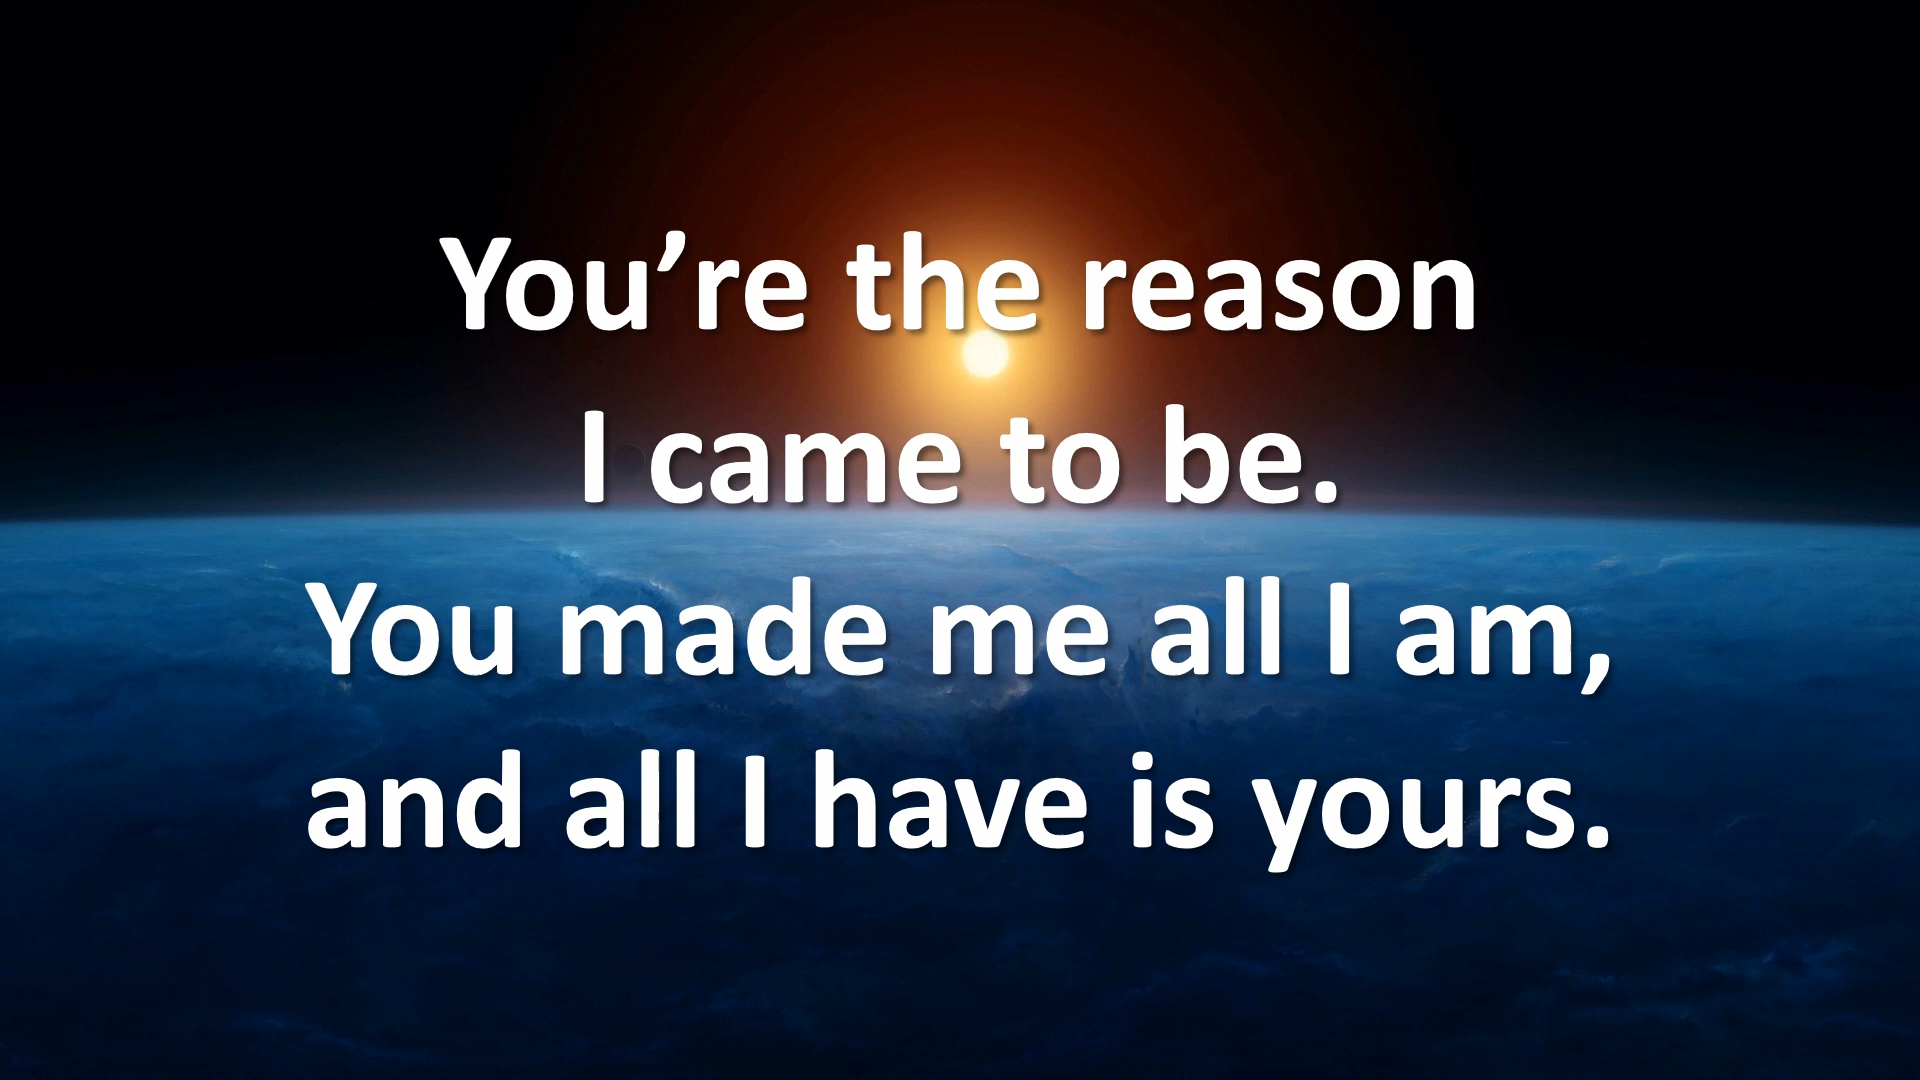 You’re the reason
I came to be.
You made me all I am,
and all I have is yours.